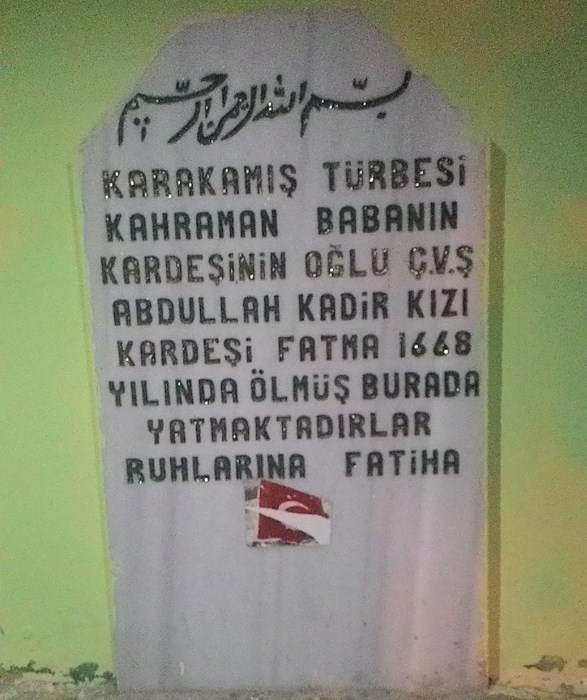 بسم الله الرحمن الرحيم
KARAKAMIŞ TÜRBESİ
KAHRAMAN BABANIN
KARDEŞİNİN OĞLU Ç.V.Ş
ABDULLAH KADİR KIZI
KARDEŞİ FATMA 1668
YILINDA ÖLMÜŞ BURADA
YATMAKTADIRLAR
RUHLARINA FATİHA